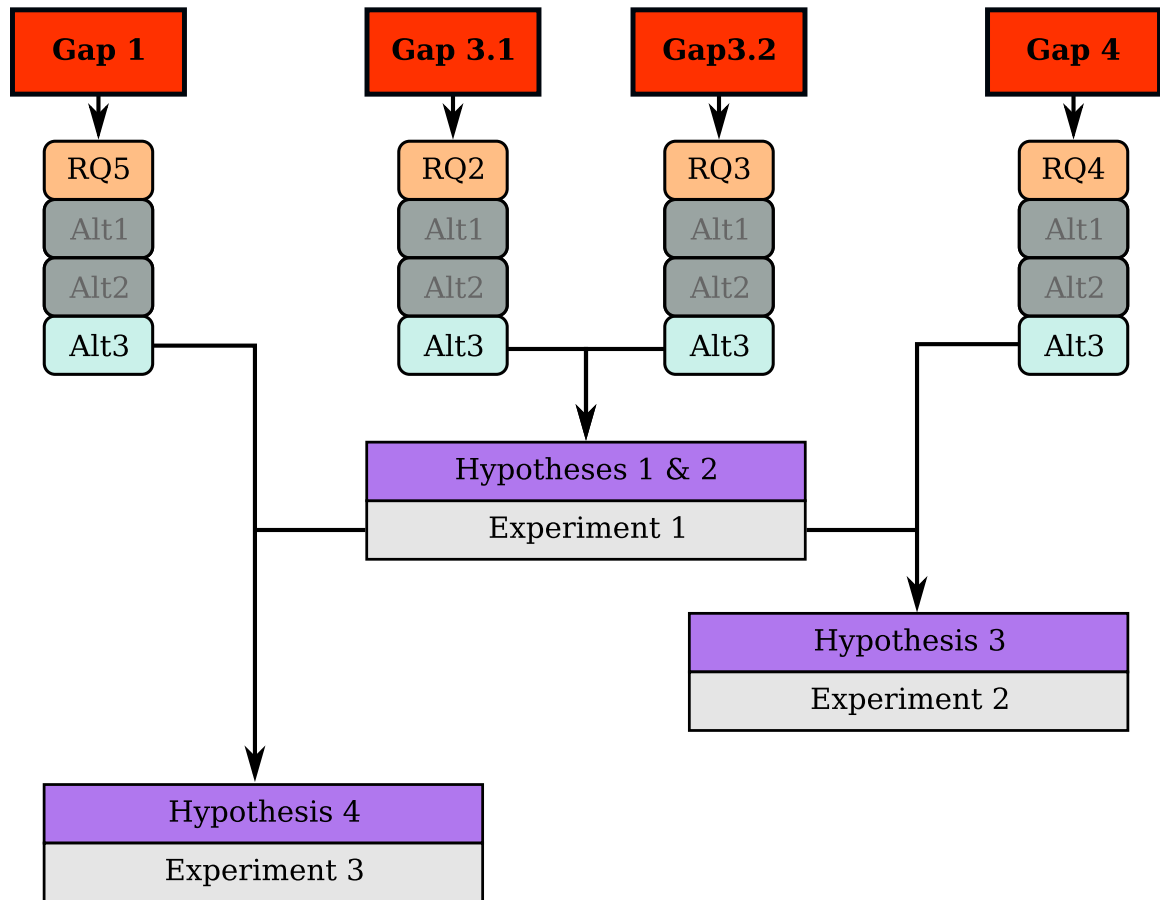 Gap 1
Gap 3.1
Gap3.2
Gap 4
RQ5
RQ2
RQ3
RQ4
Alt1
Alt1
Alt1
Alt1
Alt2
Alt2
Alt2
Alt2
Alt3
Alt3
Alt3
Alt3
Hypotheses 1 & 2
Experiment 1
Hypothesis 3
Experiment 2
Hypothesis 4
Experiment 3